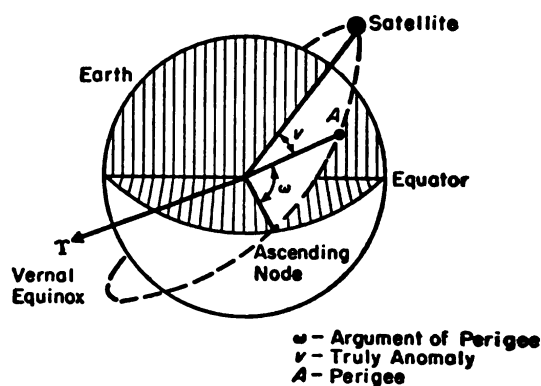 Satellite
Earth
A
ν
ω
Equator
ϒ
Ascending
Node
Vernal
Equinox
ω – Argument of Perigee
ν – Truly Anomaly
A – Perigee